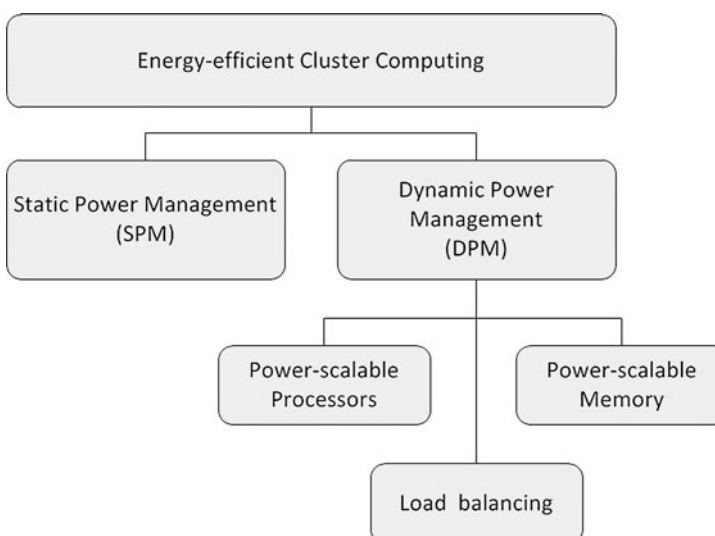 Energy-efficient Cluster Computing
Static Power Management
(SPM)
Dynamic Power
Management
(DPM)
Power-scalable
Processors
Power-scalable
Memory
Load balancing